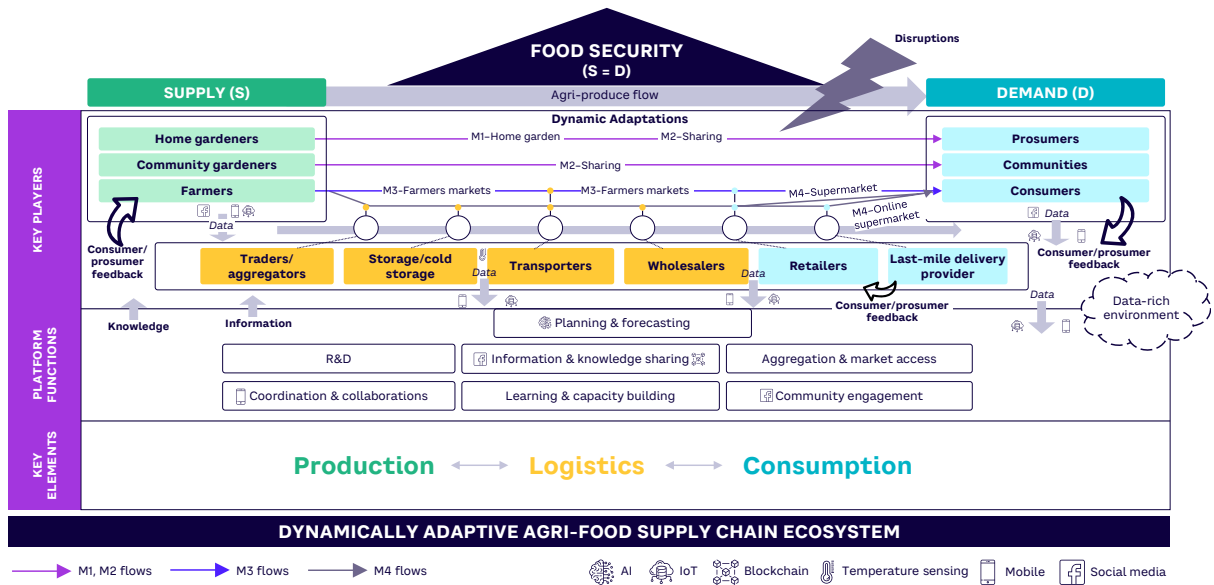 FOOD SECURITY
(S = D)
Disruptions
SUPPLY (S)
Agri-produce flow
DEMAND (D)
KEY PLAYERS
Dynamic Adaptations
Home gardeners
M1–Home garden
M2–Sharing
Prosumers
Community gardeners
M2–Sharing
Communities
Farmers
M3–Farmers markets
M3–Farmers markets
M4–Supermarket
Consumers
M4–Online
supermarket
Data
Data
Consumer/
prosumer
feedback
Consumer/prosumer
feedback
Traders/
aggregators
Storage/cold
storage
Data
Transporters
Wholesalers
Data
Retailers
Last-mile delivery
provider
Consumer/prosumer
feedback
Data
Data-rich
environment
Knowledge
Information
PLATFORM
FUNCTIONS
Planning & forecasting
R&D
Information & knowledge sharing
Aggregation & market access
Coordination & collaborations
Learning & capacity building
Community engagement
KEY
ELEMENTS
Production
Logistics
Consumption
DYNAMICALLY ADAPTIVE AGRI-FOOD SUPPLY CHAIN ECOSYSTEM
M1, M2 flows
M3 flows
M4 flows
AI
IoT
Blockchain
Temperature sensing
Mobile
Social media